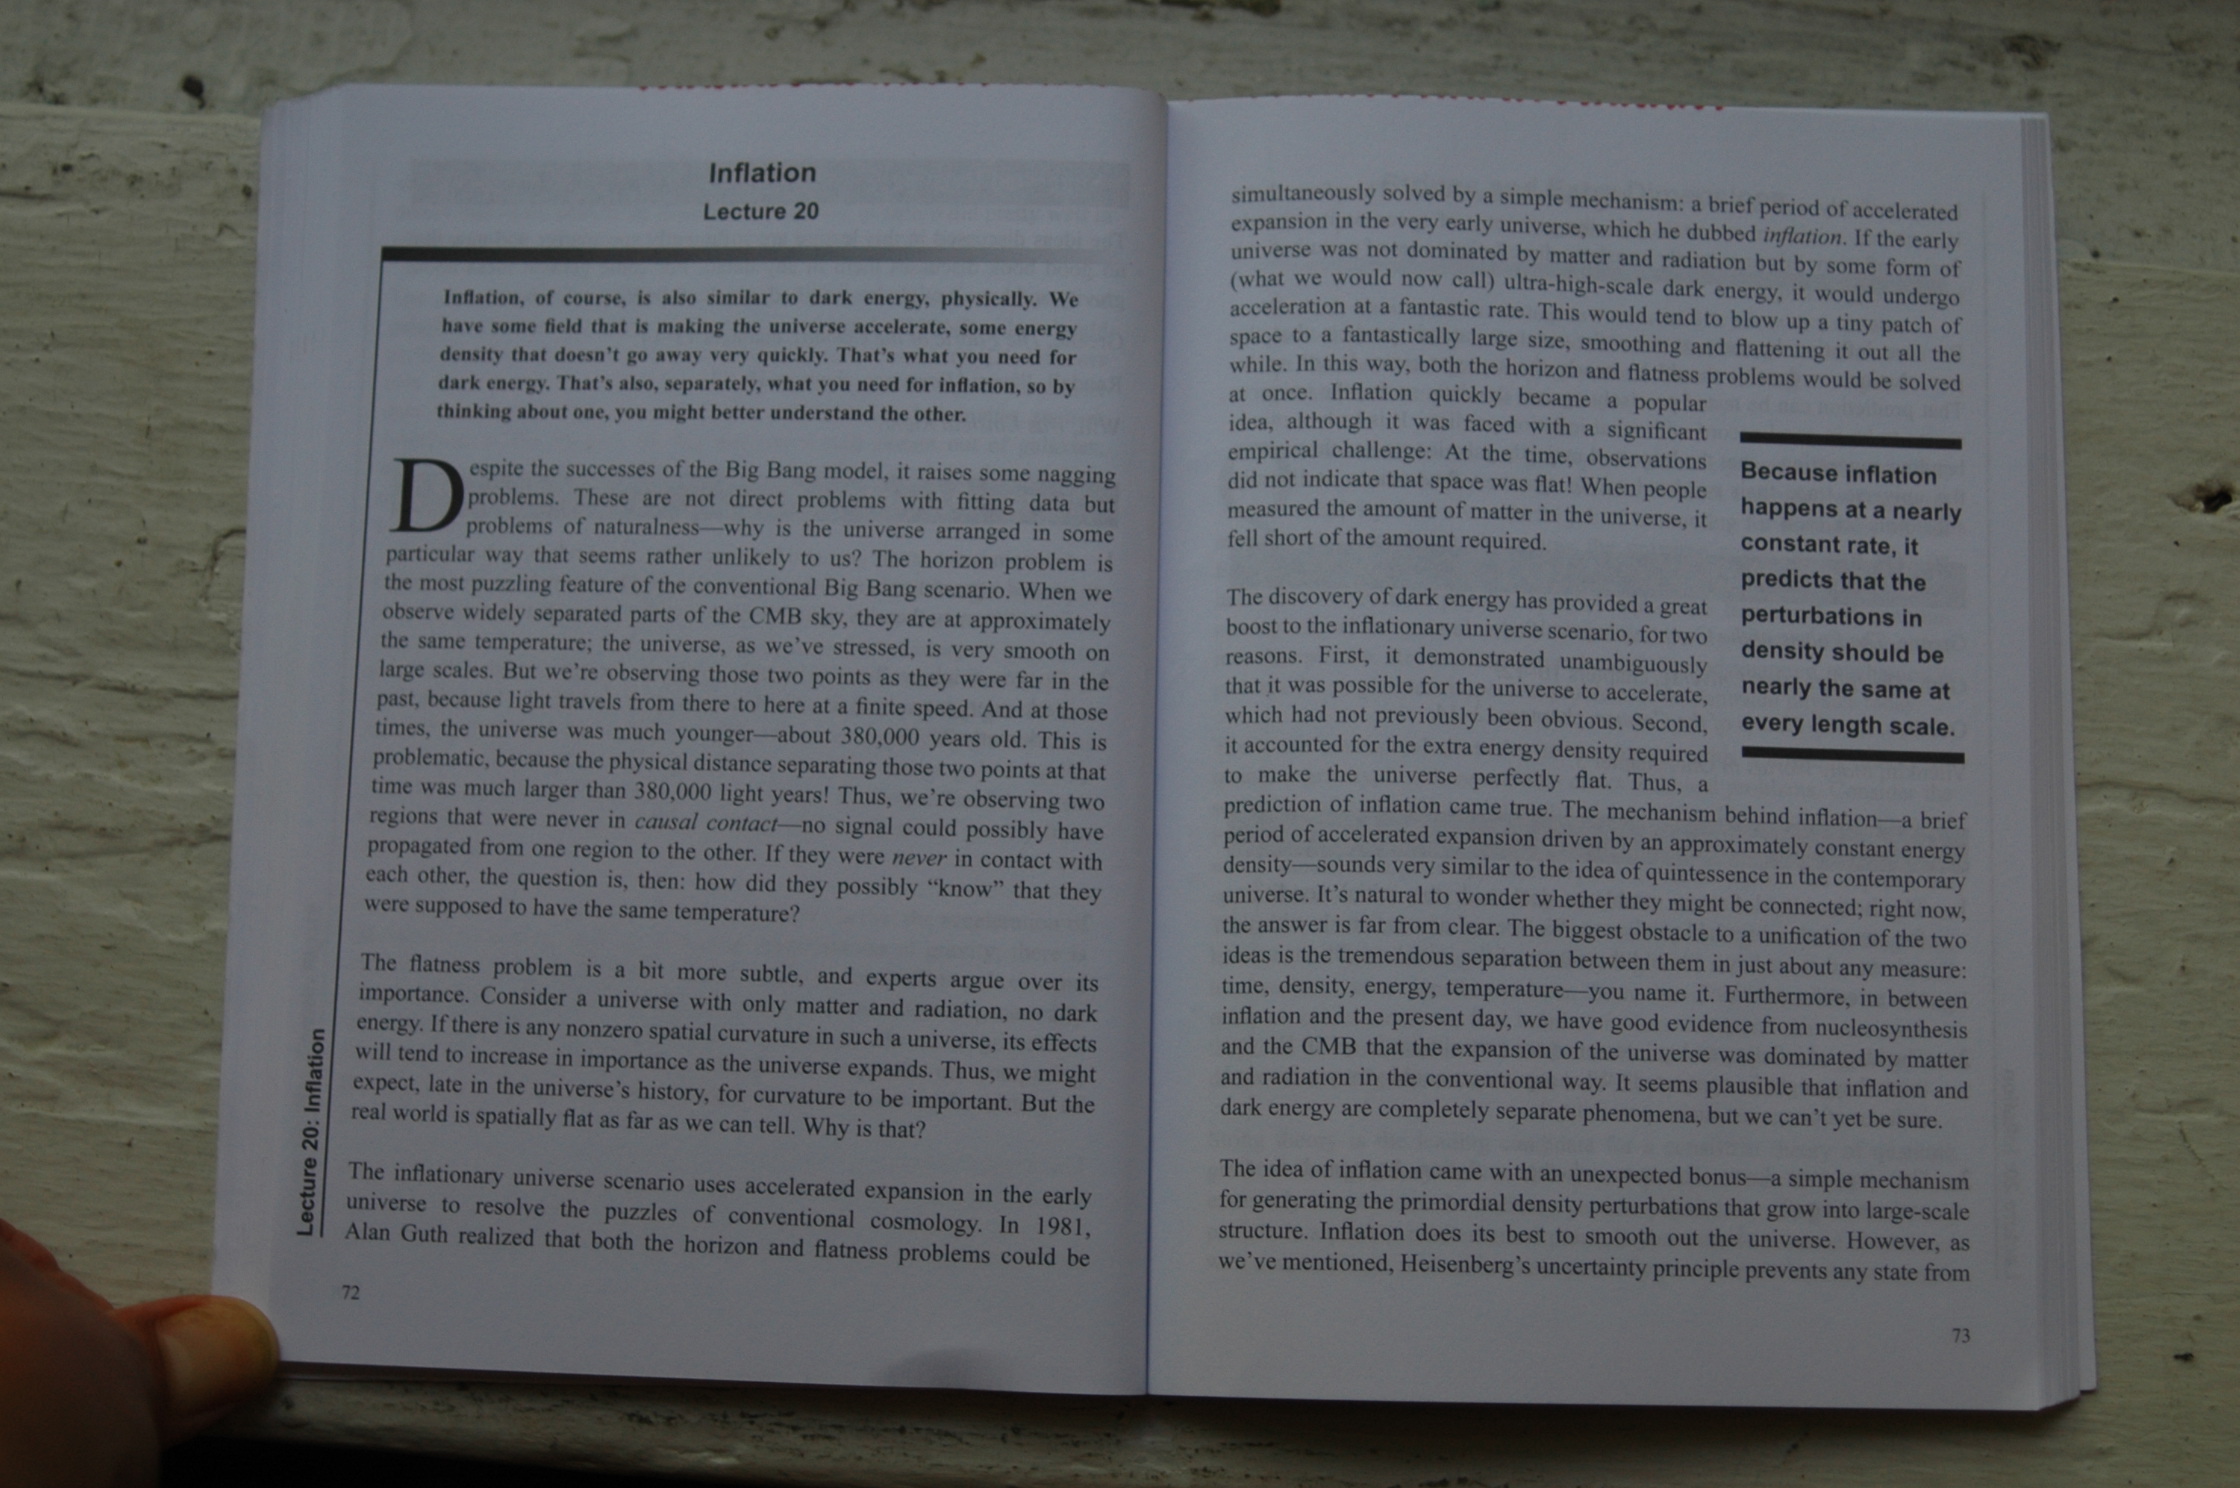 Inflation
Lecture 20
Inflation, of course, is also similar to dark energy, physically. We
have some field that is making the universe accelerate, some energy
density that doesn't go away very quickly. That's what you need for
dark energy. That's also, separately, what you need for inflation, so by
thinking about one, you might better understand the other.
Despite the successes of the Big Bang model, it raises some nagging
problems. These are not direct problems with fitting data but
problems of naturalness—why is the universe arranged in some
particular way that seems rather unlikely to us? The horizon problem is
the most puzzling feature of the conventional Big Bang scenario. When we
observe widely separated parts of the CMB sky, they are at approximately
the same temperature; the universe, as we've stressed, is very smooth on
large scales. But we're observing those two points as they were far in the
past, because light travels from there to here at a finite speed. And at those
times, the universe was much younger—about 380,000 years old. This is
problematic, because the physical distance separating those two points at that
time was much larger than 380,000 light years! Thus, we're observing two
regions that were never in causal contact—no signal could possibly have
propagated from one region to the other. If they were never in contact with
each other, the question is, then: how did they possibly “know” that they
were supposed to have the same temperature?
The flatness problem is a bit more subtle, and experts argue over its
importance. Consider a universe with only matter and radiation, no dark
energy. If there is any nonzero spatial curvature in such a universe, its effects
will tend to increase in importance as the universe expands. Thus, we might
expect, late in the universe's history, for curvature to be important. But the
real world is spatially flat as far as we can tell. Why is that?
The inflationary universe scenario uses accelerated expansion in the early
universe to resolve the puzzles of conventional cosmology. In 1981,
Alan Guth realized that both the horizon and flatness problems could be
Lecture 20: Inflation
72
simultaneously solved by a simple mechanism: a brief period of accelerated
expansion in the very early universe, which he dubbed inflation. If the early
universe was not dominated by matter and radiation but by some form of
(what we would now call) ultra-high-scale dark energy, it would undergo
acceleration at a fantastic rate. This would tend to blow up a tiny patch of
space to a fantastically large size, smoothing and flattening it out all the
while. In this way, both the horizon and flatness problems would be solved
at once. Inflation quickly became a popular
idea, although it was faced with a significant
empirical challenge: At the time, observations
did not indicate that space was flat! When people
measured the amount of matter in the universe, it
fell short of the amount required.
Because inflation
happens at a nearly
constant rate, it
predicts that the
perturbations in
density should be
nearly the same at
every length scale.
The discovery of dark energy has provided a great
boost to the inflationary universe scenario, for two
reasons. First, it demonstrated unambiguously
that it was possible for the universe to accelerate,
which had not previously been obvious. Second,
it accounted for the extra energy density required
to make the universe perfectly flat. Thus, a
prediction of inflation came true. The mechanism behind inflation—a brief
period of accelerated expansion driven by an approximately constant energy
density—sounds very similar to the idea of quintessence in the contemporary
universe. It's natural to wonder whether they might be connected; right now,
the answer is far from clear. The biggest obstacle to a unification of the two
ideas is the tremendous separation between them in just about any measure:
time, density, energy, temperature—you name it. Furthermore, in between
inflation and the present day, we have good evidence from nucleosynthesis
and the CMB that the expansion of the universe was dominated by matter
and radiation in the conventional way. It seems plausible that inflation and
dark energy are completely separate phenomena, but we can't yet be sure.
The idea of inflation came with an unexpected bonus—a simple mechanism
for generating the primordial density perturbations that grow into large-scale
structure. Inflation does its best to smooth out the universe. However, as
we've mentioned, Heisenberg's uncertainty principle prevents any state from
73